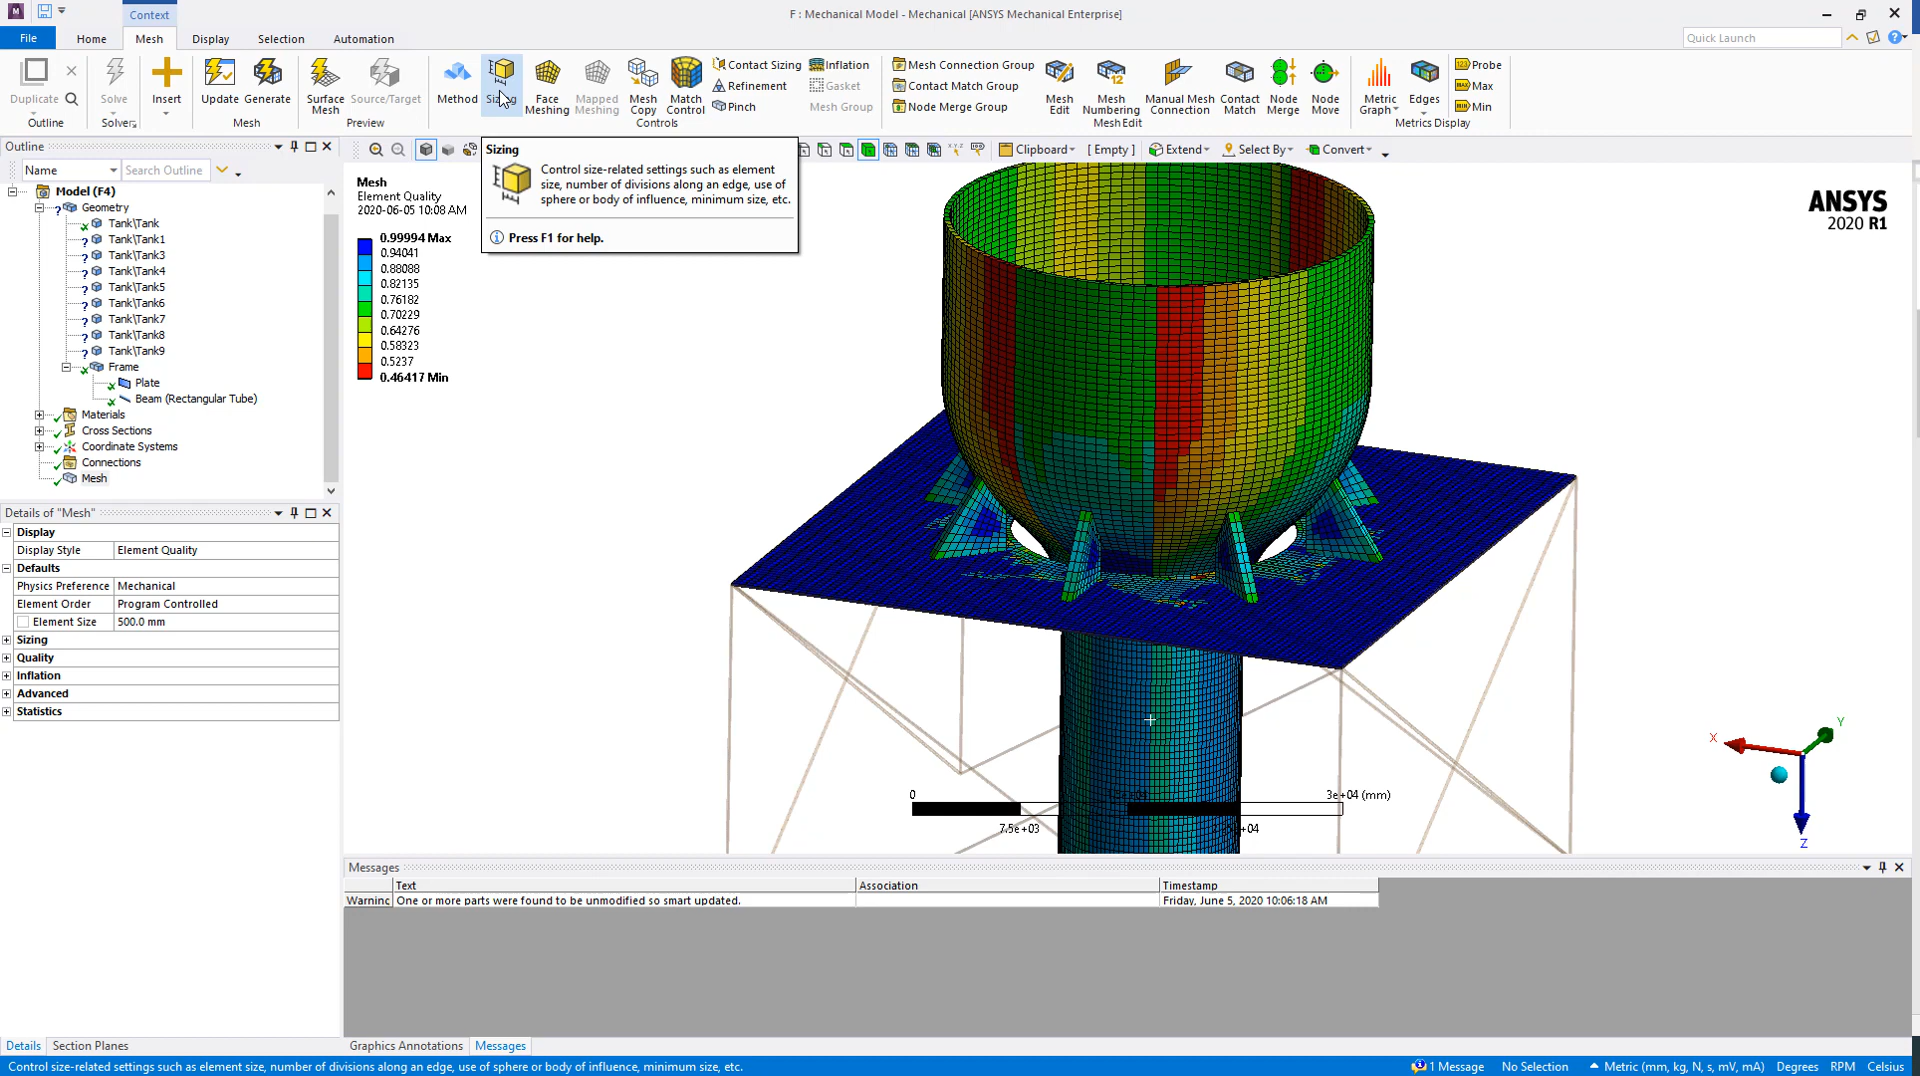 Context
F : Mechanical Model - Mechanical [ANSYS Mechanical Enterprise]
File
Home
Mesh
Display
Selection
Automation
Quick Launch
Duplicate
Outline
Solve
Solver
Insert
Update
Generate
Mesh
Surface
Mesh
Source/Target
Preview
Method
Face
Meshing
Mapped
Meshing
Mesh
Copy
Match
Control
Contact Sizing
Refinement
Pinch
Inflation
Gasket
Mesh Group
Controls
Mesh Connection Group
Contact Match Group
Node Merge Group
Mesh
Edit
Mesh
Numbering
Manual Mesh
Connection
Contact
Match
Node
Merge
Node
Move
Mesh Edit
Metric
Graph
Edges
Probe
Max
Min
Metrics Display
Clipboard
[ Empty ]
Extend
Select By
Convert
Sizing
Control size-related settings such as element
size, number of divisions along an edge, use of
sphere or body of influence, minimum size, etc.
Press F1 for help.
Outline
Name
Search Outline
Model (F4)
Geometry
Tank\Tank
Tank\Tank1
Tank\Tank3
Tank\Tank4
Tank\Tank5
Tank\Tank6
Tank\Tank7
Tank\Tank8
Tank\Tank9
Frame
Plate
Beam (Rectangular Tube)
Materials
Cross Sections
Coordinate Systems
Connections
Mesh
Details of "Mesh"
Display
Display Style Element Quality
Defaults
Physics Preference Mechanical
Element Order Program Controlled
Element Size 500.0 mm
Sizing
Quality
Inflation
Advanced
Statistics
Mesh
Element Quality
2020-06-05 10:08 AM
0.99994 Max
0.94041
0.88088
0.82135
0.76182
0.70229
0.64276
0.58323
0.5237
0.46417 Min
ANSYS
2020 R1
X
Y
Z
0
3e+04 (mm)
7.5e+03
Messages
Text Association Timestamp
Warninc One or more parts were found to be unmodified so smart updated. Friday, June 5, 2020 10:06:18 AM
Details
Section Planes
Graphics Annotations
Messages
Control size-related settings such as element size, number of divisions along an edge, use of sphere or body of influence, minimum size, etc.
1 Message
No Selection
Metric (mm, kg, N, s, mV, mA)
Degrees
RPM
Celsius